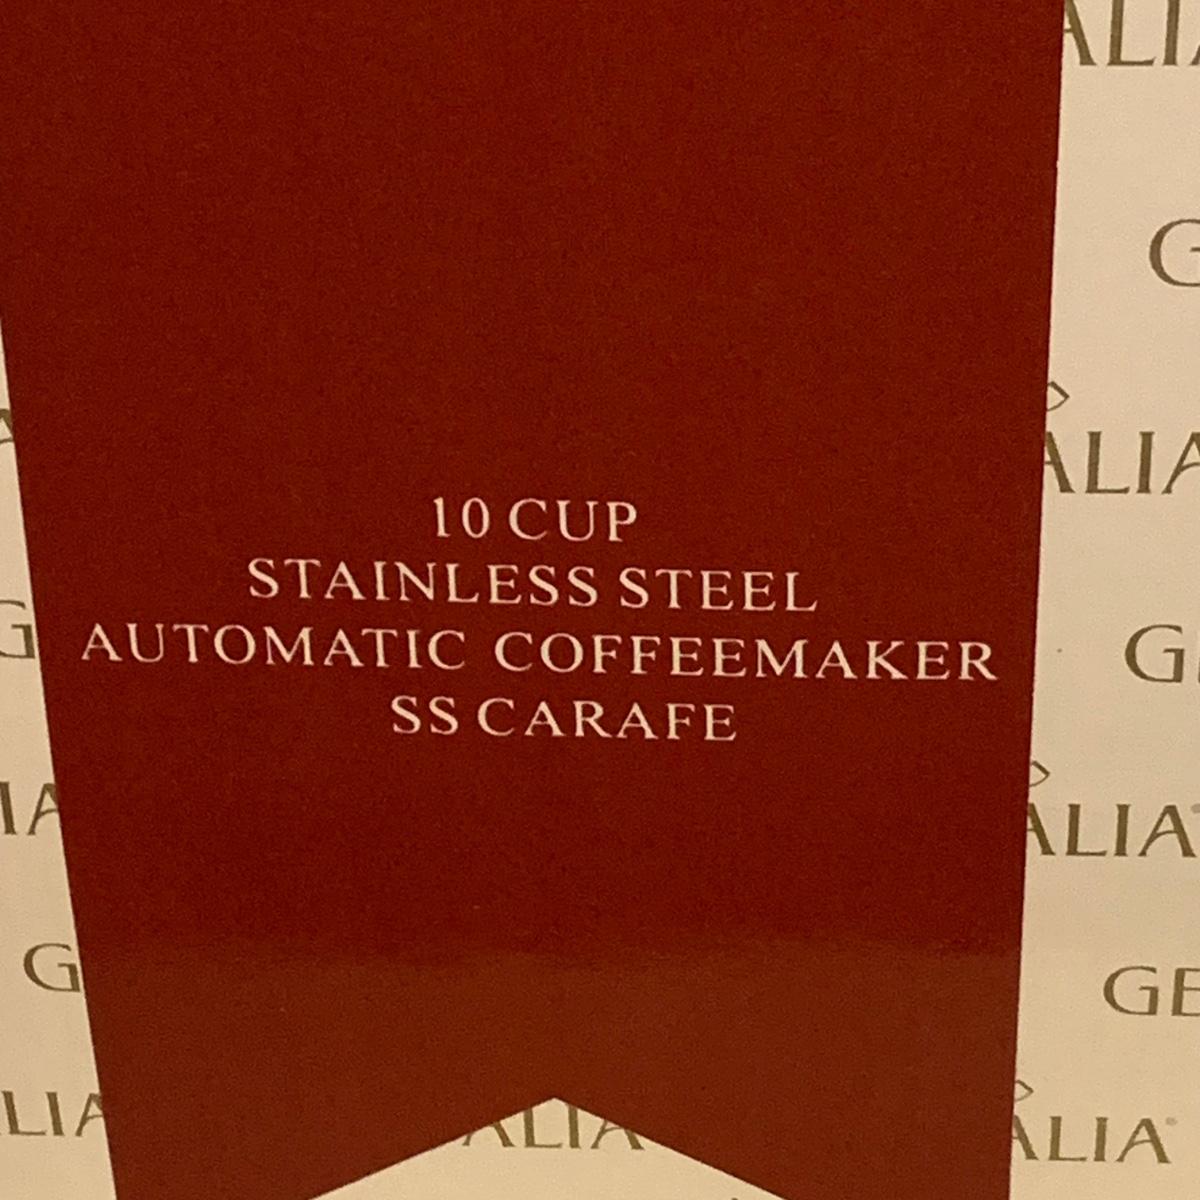 10 CUP
STAINLESS STEEL
AUTOMATIC COFFEEMAKER
SS CARAFE